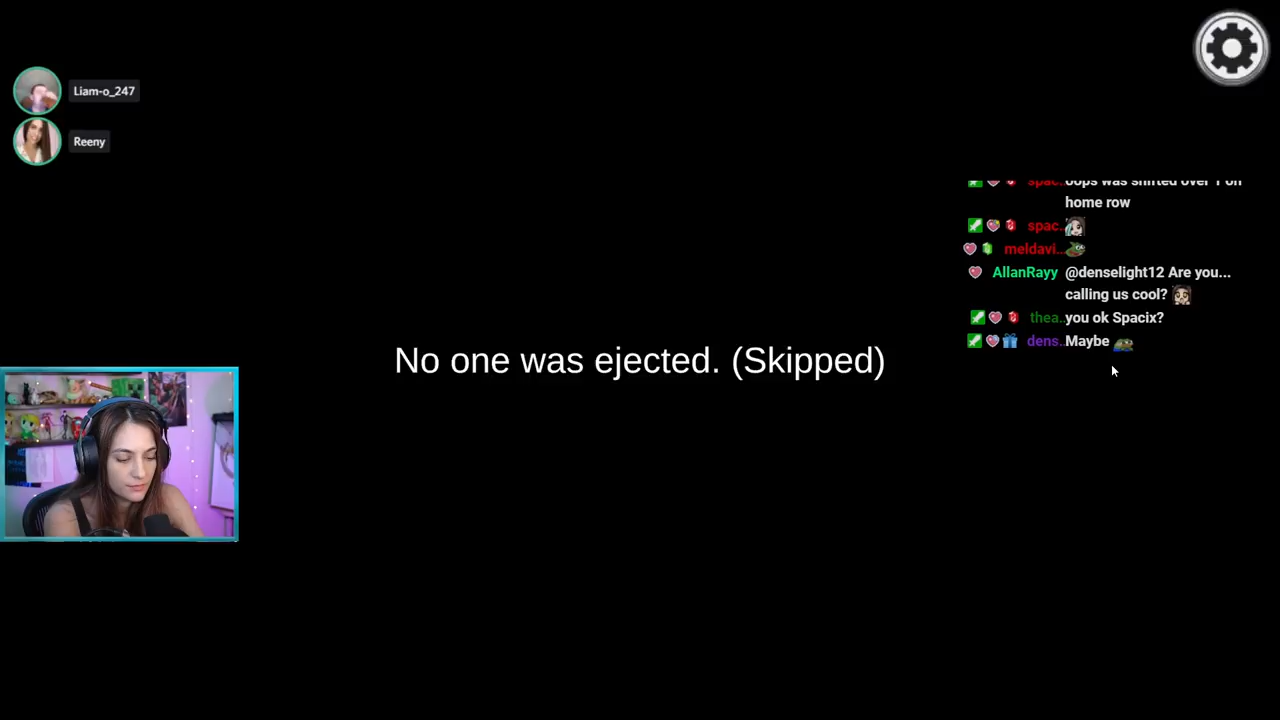 Liam-o_247
Reeny
spac.. oops was shifted over 1 on
home row
spac..
meldavi...
AllanRayy @denselight12 Are you...
calling us cool?
thea.. you ok Spacix?
dens.. Maybe
No one was ejected. (Skipped)